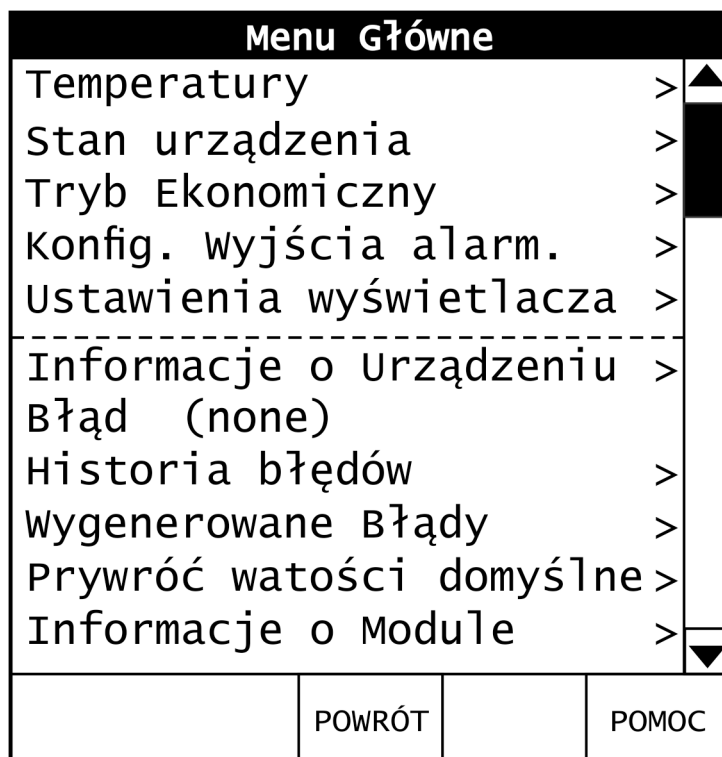 Menu Główne
Temperatury >
Stan urządzenia >
Tryb Ekonomiczny >
Konfig. Wyjścia alarm. >
Ustawienia wyświetlacza >
Informacje o Urządzeniu >
Błąd (none)
Historia błędów >
Wygenerowane Błądy >
Prywróć watości domyślne >
Informacje o Module >
POWRÓT POMOC